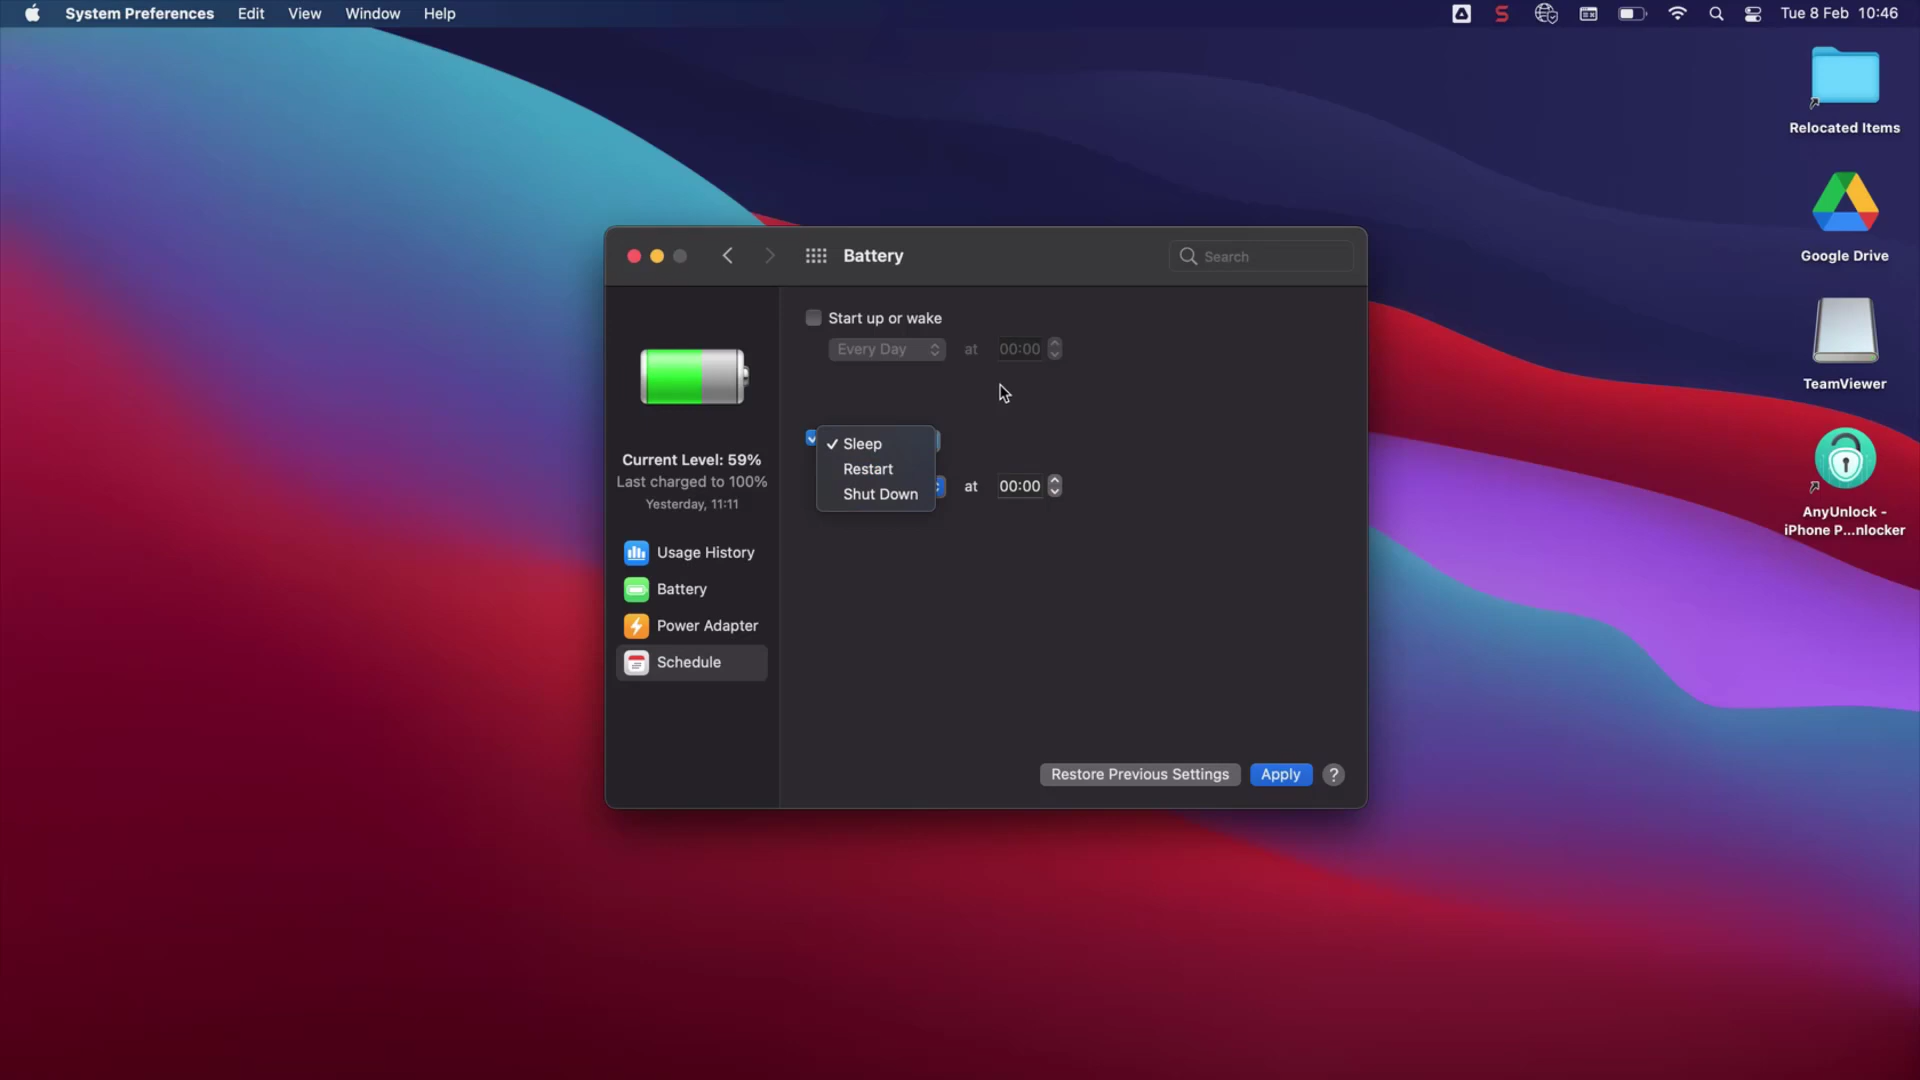 System Preferences Edit View Window Help Tue 8 Feb 10:46
Relocated Items
Google Drive
TeamViewer
AnyUnlock -
iPhone P...nlocker
Battery
Search
Start up or wake
Every Day at 00:00
Sleep
Restart
Shut Down
at 00:00
Current Level: 59%
Last charged to 100%
Yesterday, 11:11
Usage History
Battery
Power Adapter
Schedule
Restore Previous Settings Apply ?